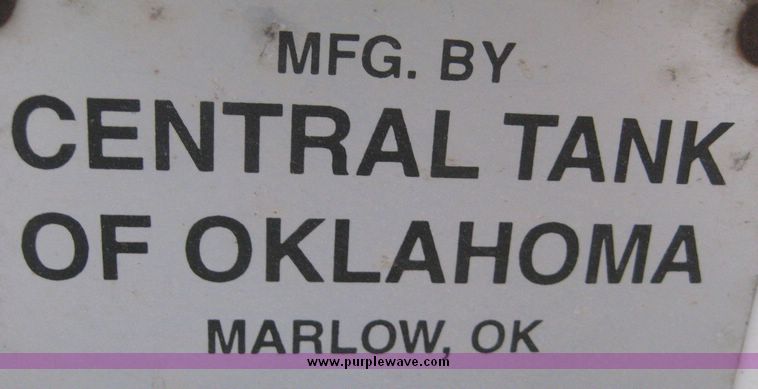 MFG. BY
CENTRAL TANK
OF OKLAHOMA
MARLOW, OK
www.purplewave.com